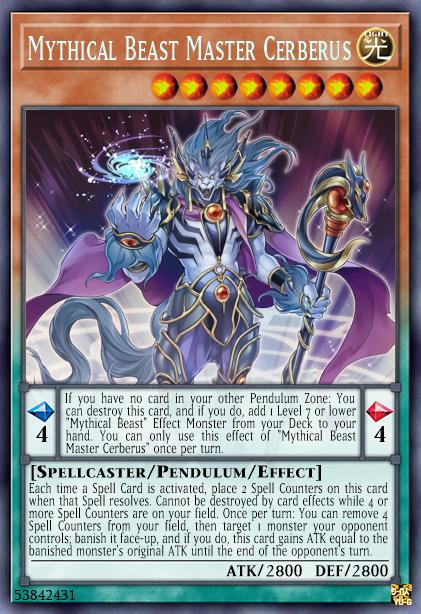 Mythical Beast Master Cerberus
LIGHT
光
If you have no card in your other Pendulum Zone: You
can destroy this card, and if you do, add 1 Level 7 or lower
"Mythical Beast" Effect Monster from your Deck to your
hand. You can only use this effect of "Mythical Beast
Master Cerberus" once per turn.
4
4
[Spellcaster/Pendulum/Effect]
Each time a Spell Card is activated, place 2 Spell Counters on this card
when that Spell resolves. Cannot be destroyed by card effects while 4 or
more Spell Counters are on your field. Once per turn: You can remove 4
Spell Counters from your field, then target 1 monster your opponent
controls; banish it face-up, and if you do, this card gains ATK equal to the
banished monster's original ATK until the end of the opponent's turn.
ATK/2800 DEF/2800
53842431